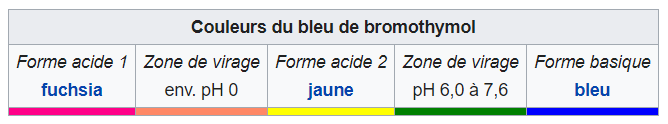 Couleurs du bleu de bromothymol
Forme acide 1 Zone de virage Forme acide 2 Zone de virage Forme basique
fuchsia env. pH 0 jaune pH 6,0 à 7,6 bleu